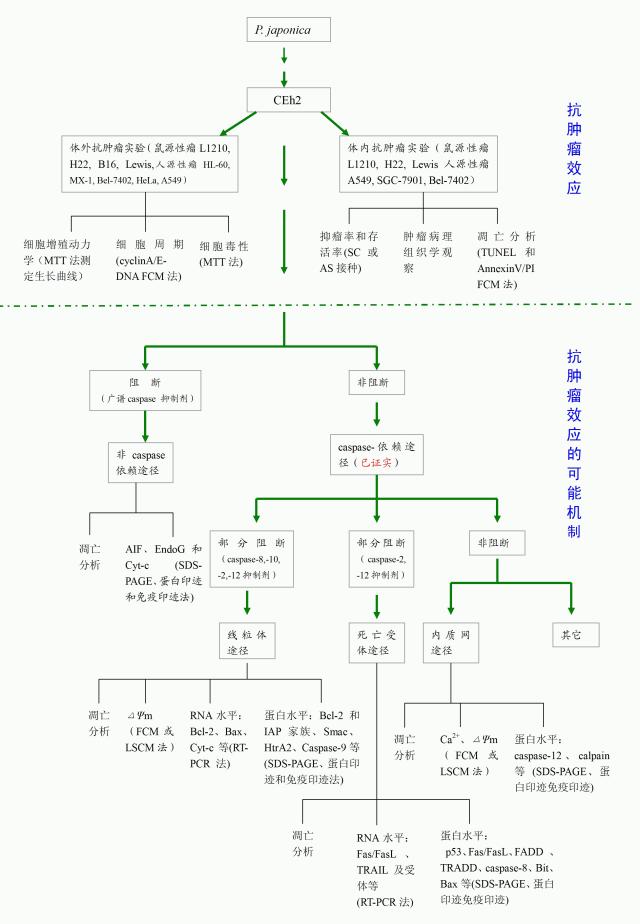 P. japonica
CEh2
体外抗肿瘤实验（鼠源性瘤 L1210,
H22, B16, Lewis,人源性瘤 HL-60,
MX-1, Bel-7402, HeLa, A549）
体内抗肿瘤实验（鼠源性瘤
L1210, H22, Lewis 人源性瘤
A549, SGC-7901, Bel-7402）
细胞增殖动力
学（MTT 法测
定生长曲线）
细胞周期
(cyclinA/E-
DNA FCM 法)
细胞毒性
(MTT 法)
抑瘤率和存
活率(SC 或
AS 接种)
肿瘤病理
组织学观
察
凋亡分析
(TUNEL 和
AnnexinV/PI
FCM 法)
抗肿瘤效应
阻断
(广谱 caspase 抑制剂)
非阻断
非 caspase
依赖途径
caspase-依赖途
径（已证实）
凋亡
分析
AIF、EndoG 和
Cyt-c (SDS-
PAGE、蛋白印迹
和免疫印迹法)
部分阻断
(caspase-8,-10,
-2,-12 抑制剂)
部分阻断
( caspase-2,
-12 抑制剂)
非阻断
线粒体
途径
死亡受
体途径
内质网
途径
其它
凋亡
分析
△Ψm
（FCM 或
LSCM 法）
RNA 水平：
Bcl-2、Bax、
Cyt-c 等(RT-
PCR 法)
蛋白水平：Bcl-2 和
IAP 家族、Smac、
HtrA2、Caspase-9 等
(SDS-PAGE、蛋白印
迹和免疫印迹法)
凋亡
分析
Ca2+、△Ψm
（FCM 或
LSCM 法）
蛋白水平：
caspase-12 、calpain
等 (SDS-PAGE、蛋
白印迹免疫印迹)
凋亡
分析
RNA 水平：
Fas/FasL 、
TRAIL 及受
体等
(RT-PCR 法)
蛋白水平：
p53、Fas/FasL、FADD 、
TRADD、caspase-8、Bit、
Bax 等(SDS-PAGE、蛋白
印迹免疫印迹)
抗肿瘤效应的可能机制